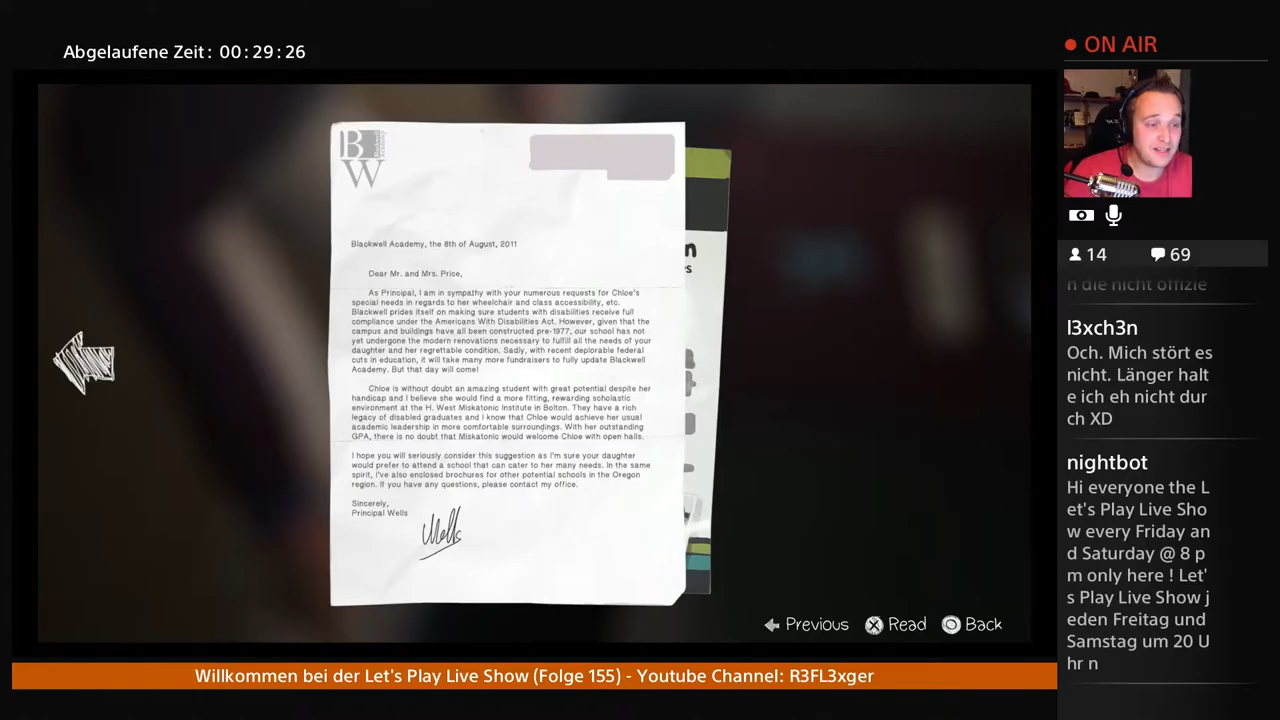 Abgelaufene Zeit: 00:29:26
ON AIR
BW
Blackwell Academy
Blackwell Academy, the 8th of August, 2011
Dear Mr. and Mrs. Price,
As Principal, I am in sympathy with your numerous requests for Chloe's
special needs in regards to her wheelchair and class accessibility, etc.
Blackwell prides itself on making sure students with disabilities receive full
compliance under the Americans With Disabilities Act. However, given that the
campus and buildings have all been constructed pre-1977, our school has not
yet undergone the modern renovations necessary to fulfill all the needs of your
daughter and her regrettable condition. Sadly, with recent deplorable federal
cuts in education, it will take many more fundraisers to fully update Blackwell
Academy. But that day will come!
Chloe is without doubt an amazing student with great potential despite her
handicap and I believe she would find a more fitting, rewarding scholastic
environment at the H. West Miskatonic Institute in Bolton. They have a rich
legacy of disabled graduates and I know that Chloe would achieve her usual
academic leadership in more comfortable surroundings. With her outstanding
GPA, there is no doubt that Miskatonic would welcome Chloe with open halls.
I hope you will seriously consider this suggestion as I'm sure your daughter
would prefer to attend a school that can cater to her many needs. In the same
spirit, I've also enclosed brochures for other potential schools in the Oregon
region. If you have any questions, please contact my office.
Sincerely,
Principal Wells
Wells
n
s
Previous
Read
Back
14
69
n die nicht offizie
l3xch3n
Och. Mich stört es
nicht. Länger halt
e ich eh nicht dur
ch XD
nightbot
Hi everyone the L
et's Play Live Sho
w every Friday an
d Saturday @ 8 p
m only here ! Let'
s Play Live Show j
eden Freitag und
Samstag um 20 U
hr n
Willkommen bei der Let's Play Live Show (Folge 155) - Youtube Channel: R3FL3xger